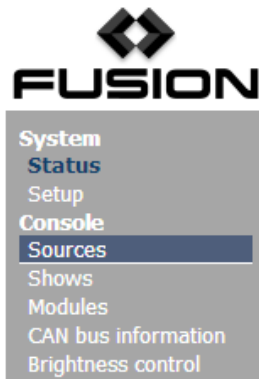 FUSION
System
Status
Setup
Console
Sources
Shows
Modules
CAN bus information
Brightness control